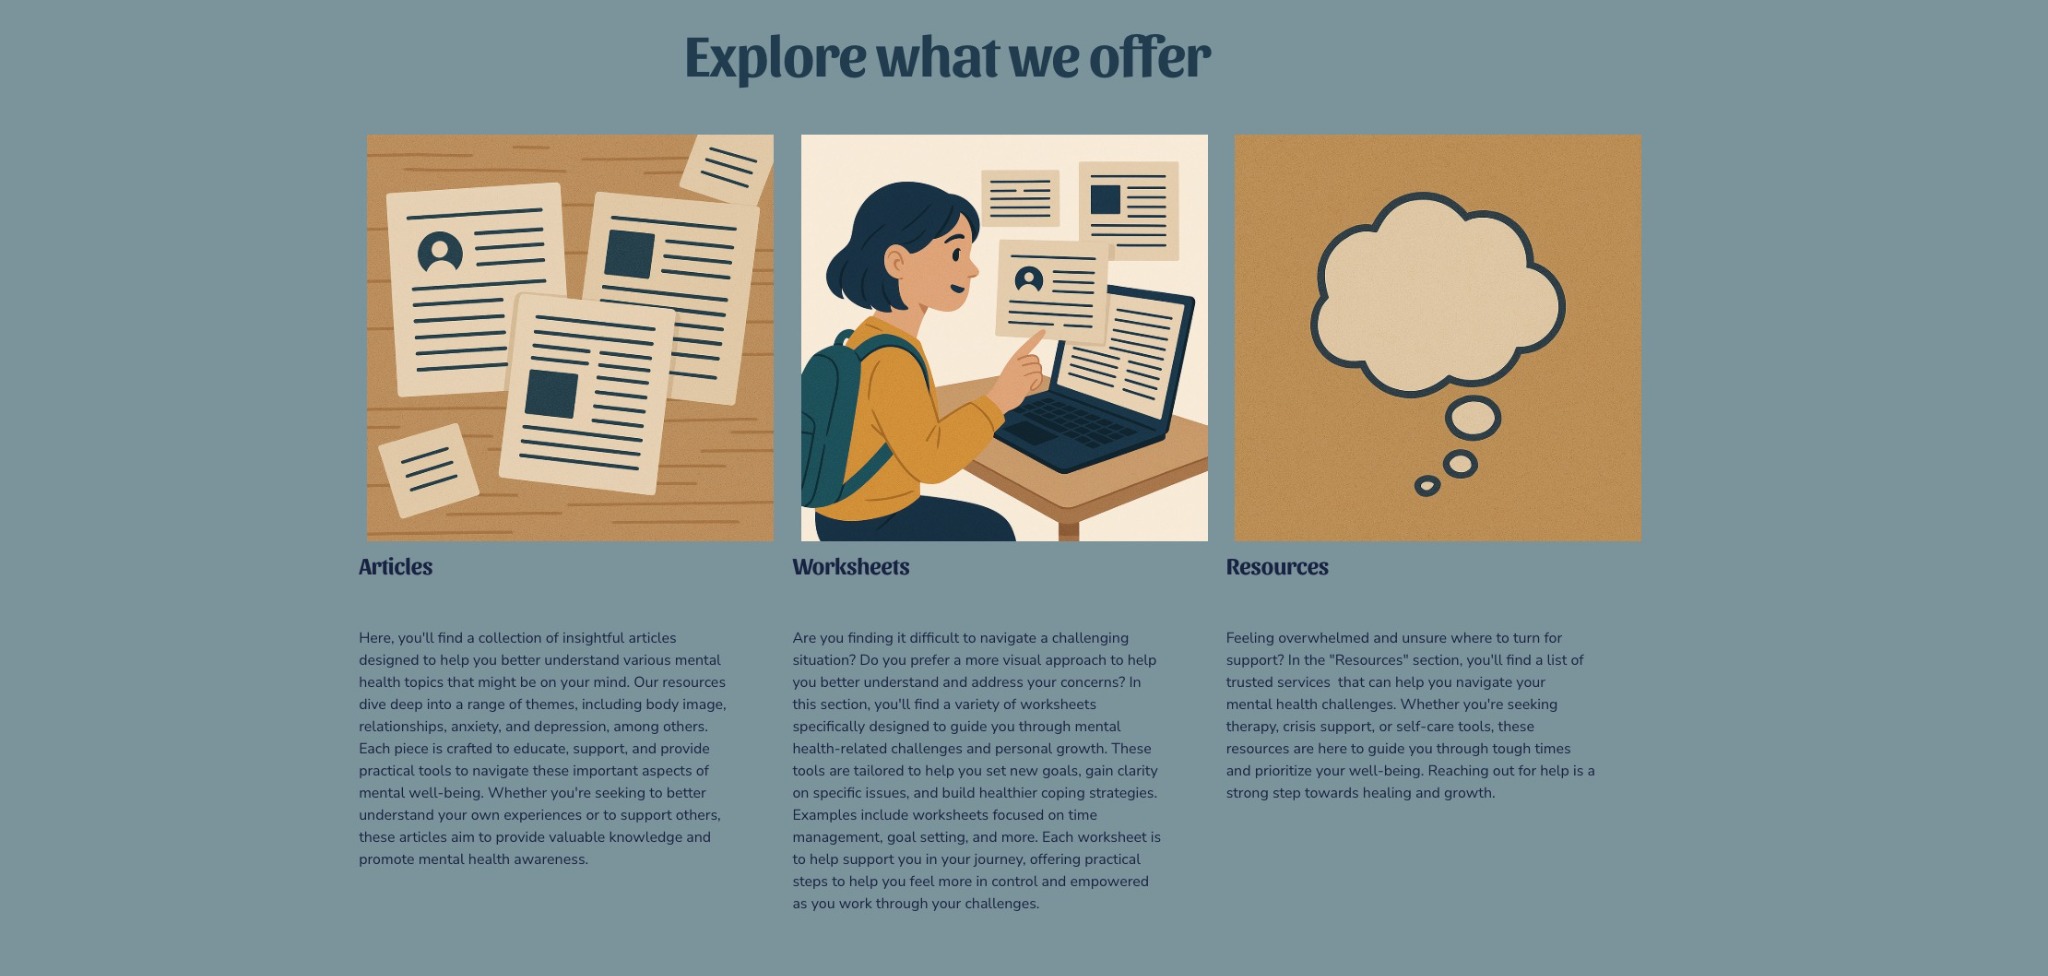 Explore what we offer
Articles
Here, you'll find a collection of insightful articles
designed to help you better understand various mental
health topics that might be on your mind. Our resources
dive deep into a range of themes, including body image,
relationships, anxiety, and depression, among others.
Each piece is crafted to educate, support, and provide
practical tools to navigate these important aspects of
mental well-being. Whether you're seeking to better
understand your own experiences or to support others,
these articles aim to provide valuable knowledge and
promote mental health awareness.
Worksheets
Are you finding it difficult to navigate a challenging
situation? Do you prefer a more visual approach to help
you better understand and address your concerns? In
this section, you'll find a variety of worksheets
specifically designed to guide you through mental
health-related challenges and personal growth. These
tools are tailored to help you set new goals, gain clarity
on specific issues, and build healthier coping strategies.
Examples include worksheets focused on time
management, goal setting, and more. Each worksheet is
to help support you in your journey, offering practical
steps to help you feel more in control and empowered
as you work through your challenges.
Resources
Feeling overwhelmed and unsure where to turn for
support? In the "Resources" section, you'll find a list of
trusted services  that can help you navigate your
mental health challenges. Whether you're seeking
therapy, crisis support, or self-care tools, these
resources are here to guide you through tough times
and prioritize your well-being. Reaching out for help is a
strong step towards healing and growth.